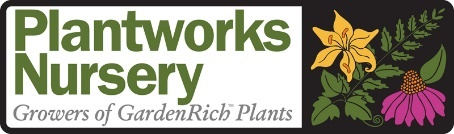 Plantworks
Nursery
Growers of GardenRich™ Plants